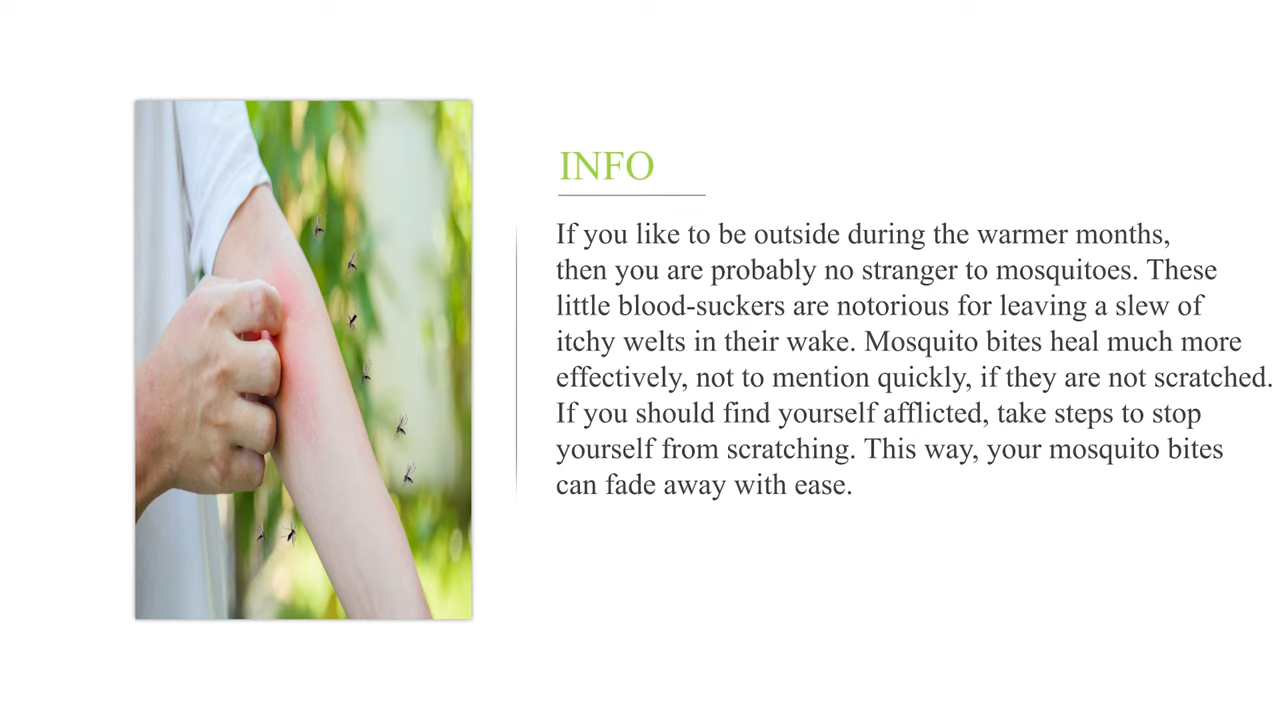 INFO
If you like to be outside during the warmer months,
then you are probably no stranger to mosquitoes. These
little blood-suckers are notorious for leaving a slew of
itchy welts in their wake. Mosquito bites heal much more
effectively, not to mention quickly, if they are not scratched.
If you should find yourself afflicted, take steps to stop
yourself from scratching. This way, your mosquito bites
can fade away with ease.